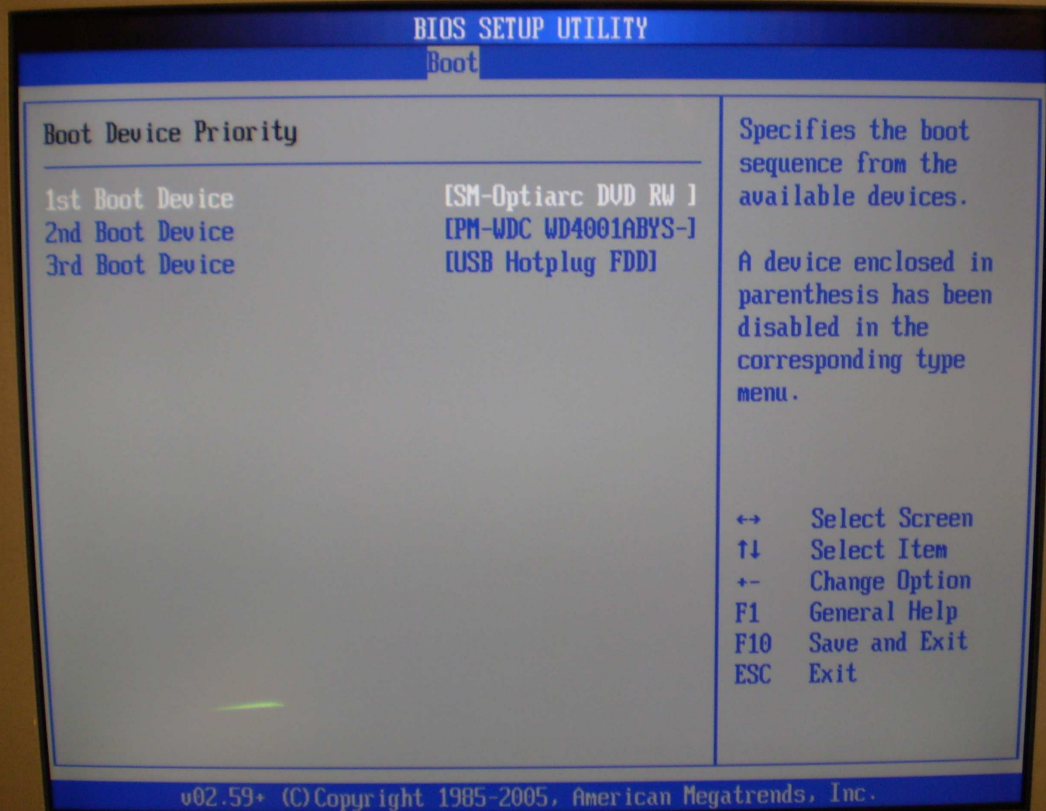 BIOS SETUP UTILITY
Boot
Boot Device Priority
1st Boot Device [SM-Optiarc DVD RW ]
2nd Boot Device [PM-WDC WD4001ABYS-]
3rd Boot Device [USB Hotplug FDD]
Specifies the boot
sequence from the
available devices.
A device enclosed in
parenthesis has been
disabled in the
corresponding type
menu.
↔ Select Screen
↑↓ Select Item
+- Change Option
F1 General Help
F10 Save and Exit
ESC Exit
v02.59+ (C)Copyright 1985-2005, American Megatrends, Inc.